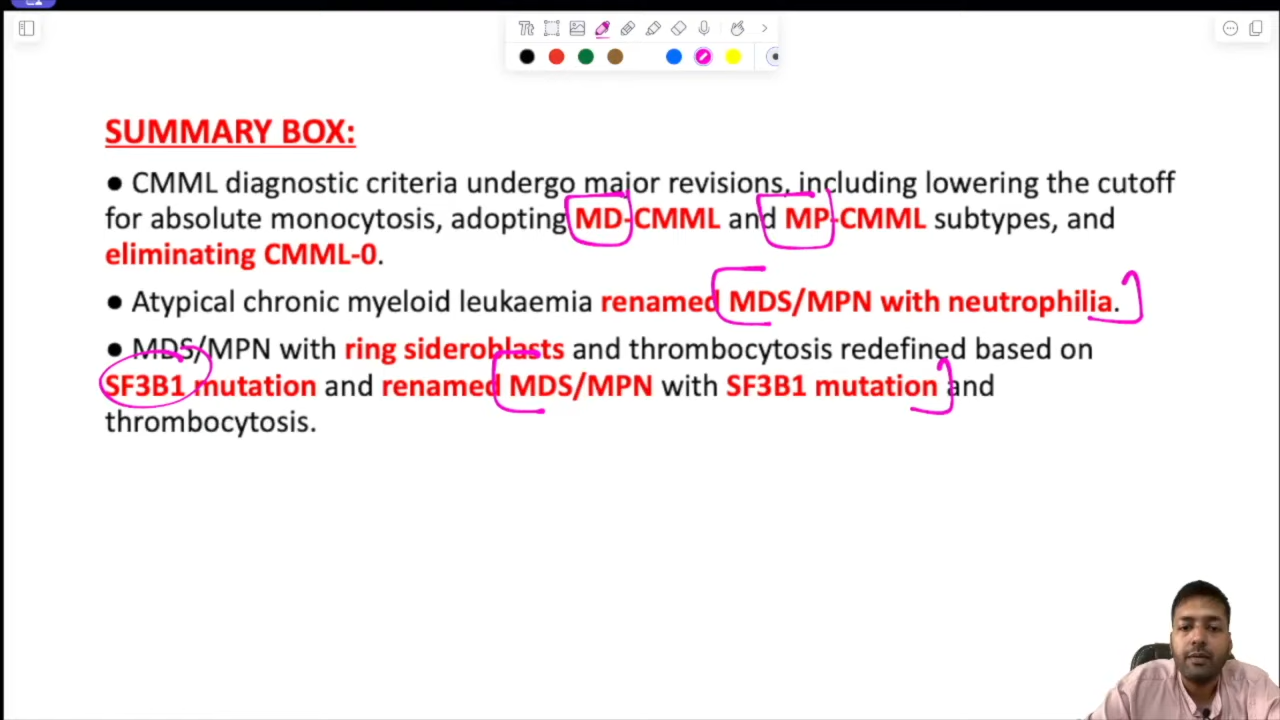 Tt
SUMMARY BOX:
● CMML diagnostic criteria undergo major revisions, including lowering the cutoff
for absolute monocytosis, adopting MD-CMML and MP-CMML subtypes, and
eliminating CMML-0.
● Atypical chronic myeloid leukaemia renamed MDS/MPN with neutrophilia.
● MDS/MPN with ring sideroblasts and thrombocytosis redefined based on
SF3B1 mutation and renamed MDS/MPN with SF3B1 mutation and
thrombocytosis.